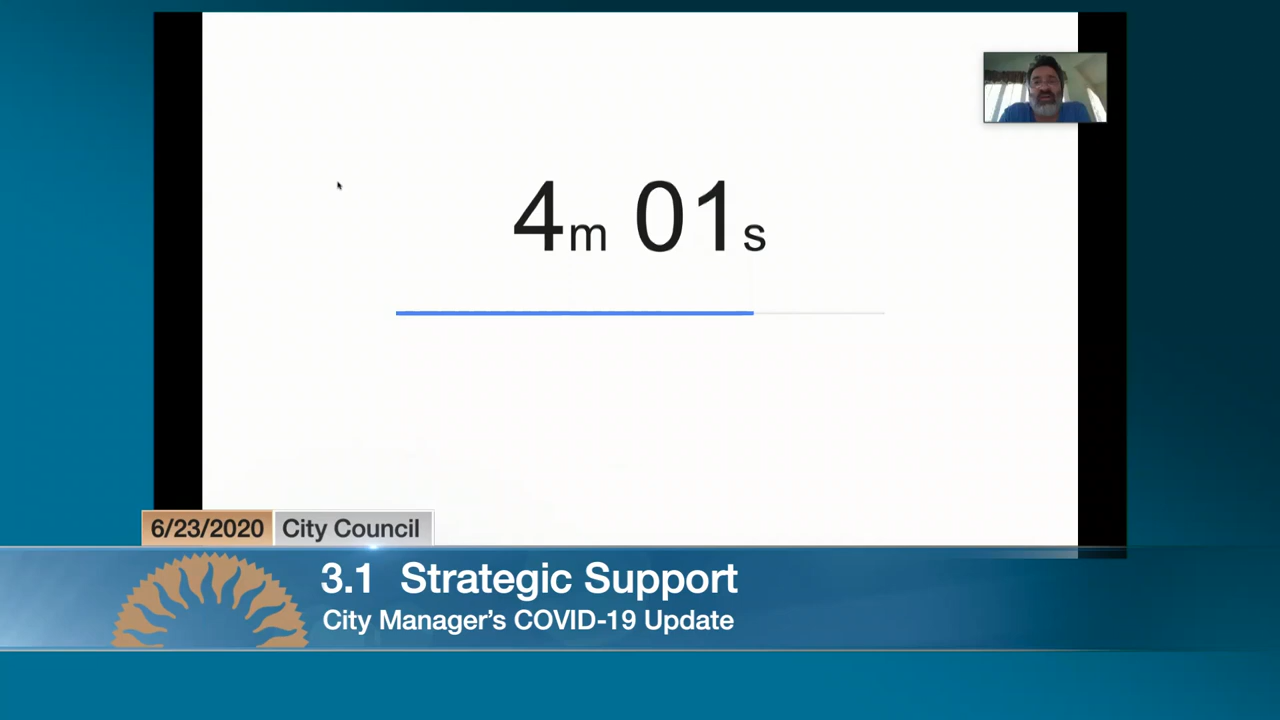 4m 01s
6/23/2020 City Council
3.1 Strategic Support
City Manager's COVID-19 Update